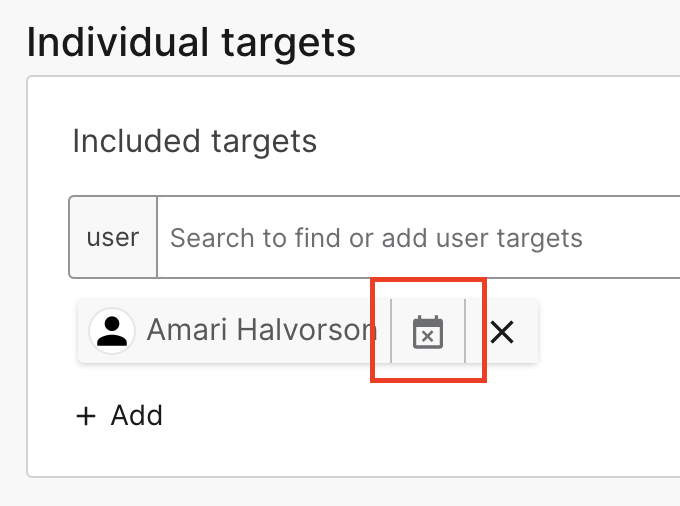 Individual targets
Included targets
user Search to find or add user targets
Amari Halvorson
+ Add